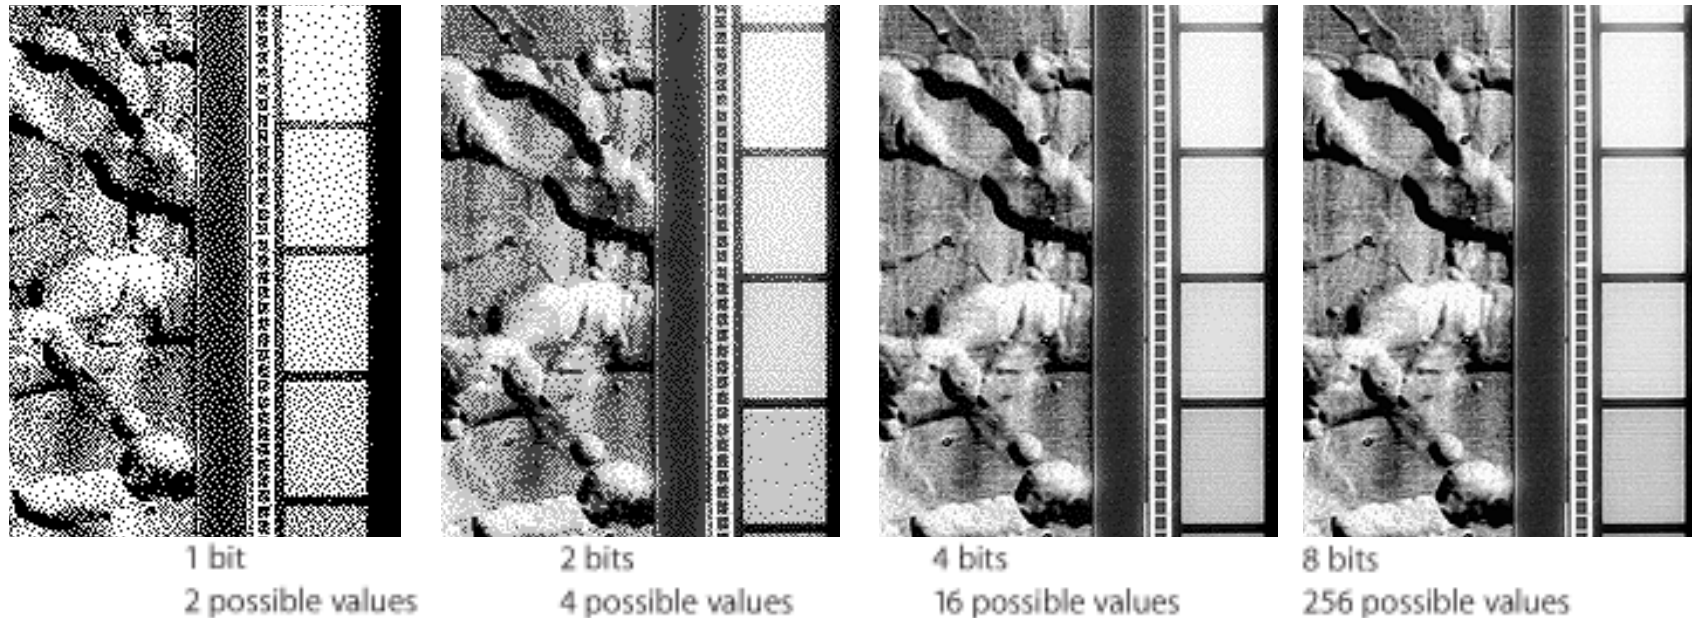 1 bit
2 possible values
2 bits
4 possible values
4 bits
16 possible values
8 bits
256 possible values